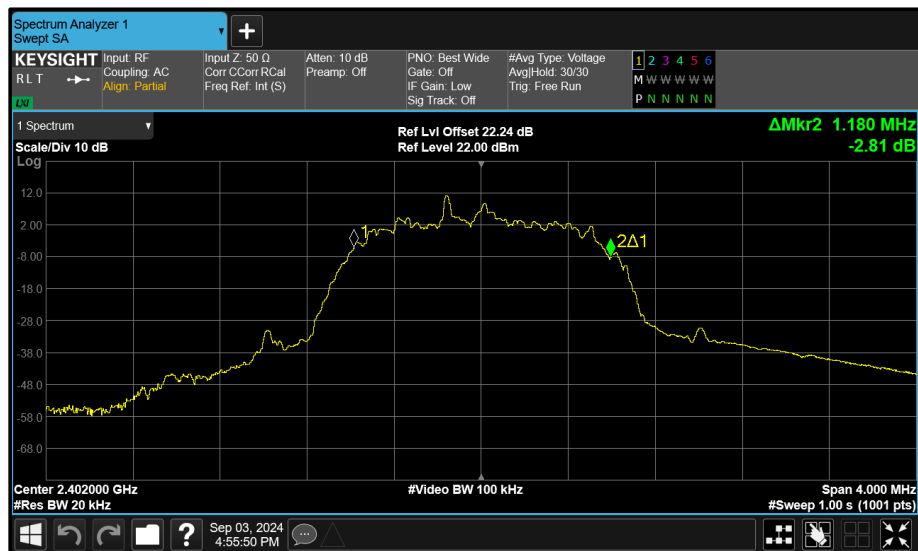 Spectrum Analyzer 1
Swept SA
+
KEYSIGHT
R L T
LXI
Input: RF
Coupling: AC
Align: Partial
Input Z: 50 Ω
Corr CCorr RCal
Freq Ref: Int (S)
Atten: 10 dB
Preamp: Off
PNO: Best Wide
Gate: Off
IF Gain: Low
Sig Track: Off
#Avg Type: Voltage
Avg|Hold: 30/30
Trig: Free Run
1 2 3 4 5 6
M W W W W W
P N N N N N
1 Spectrum
Scale/Div 10 dB
Log
Ref Lvl Offset 22.24 dB
Ref Level 22.00 dBm
ΔMkr2 1.180 MHz
-2.81 dB
12.0
2.00
-8.00
-18.0
-28.0
-38.0
-48.0
-58.0
-68.0
1
2Δ1
Center 2.402000 GHz
#Video BW 100 kHz
Span 4.000 MHz
#Res BW 20 kHz
#Sweep 1.00 s (1001 pts)
?
Sep 03, 2024
4:55:50 PM